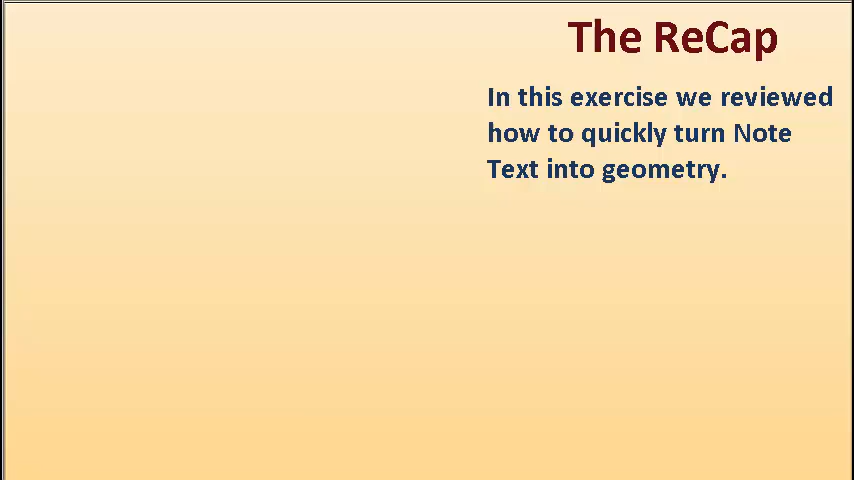 The ReCap
In this exercise we reviewed
how to quickly turn Note
Text into geometry.